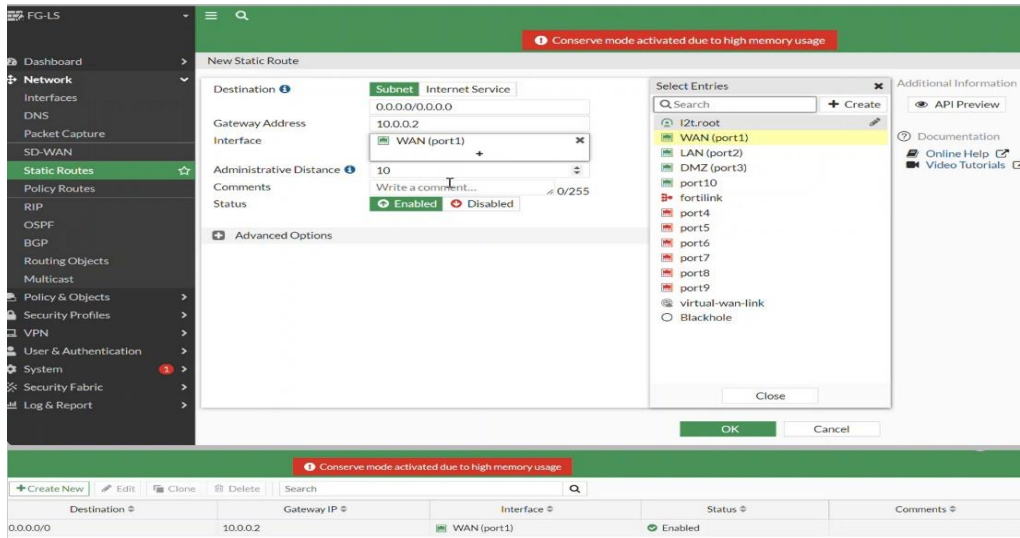 FG-LS
Conserve mode activated due to high memory usage
Dashboard
Network
Interfaces
DNS
Packet Capture
SD-WAN
Static Routes
Policy Routes
RIP
OSPF
BGP
Routing Objects
Multicast
Policy & Objects
Security Profiles
VPN
User & Authentication
System 1
Security Fabric
Log & Report
New Static Route
Destination Subnet Internet Service
0.0.0.0/0.0.0.0
Gateway Address 10.0.0.2
Interface WAN (port1)
+
Administrative Distance 10
Comments Write a comment... 0/255
Status Enabled Disabled
Advanced Options
Select Entries
Search + Create
l2t.root
WAN (port1)
LAN (port2)
DMZ (port3)
port10
fortilink
port4
port5
port6
port7
port8
port9
virtual-wan-link
Blackhole
Close
OK Cancel
Additional Information
API Preview
Documentation
Online Help
Video Tutorials
Conserve mode activated due to high memory usage
+ Create New Edit Clone Delete Search
Destination Gateway IP Interface Status Comments
0.0.0.0/0 10.0.0.2 WAN (port1) Enabled